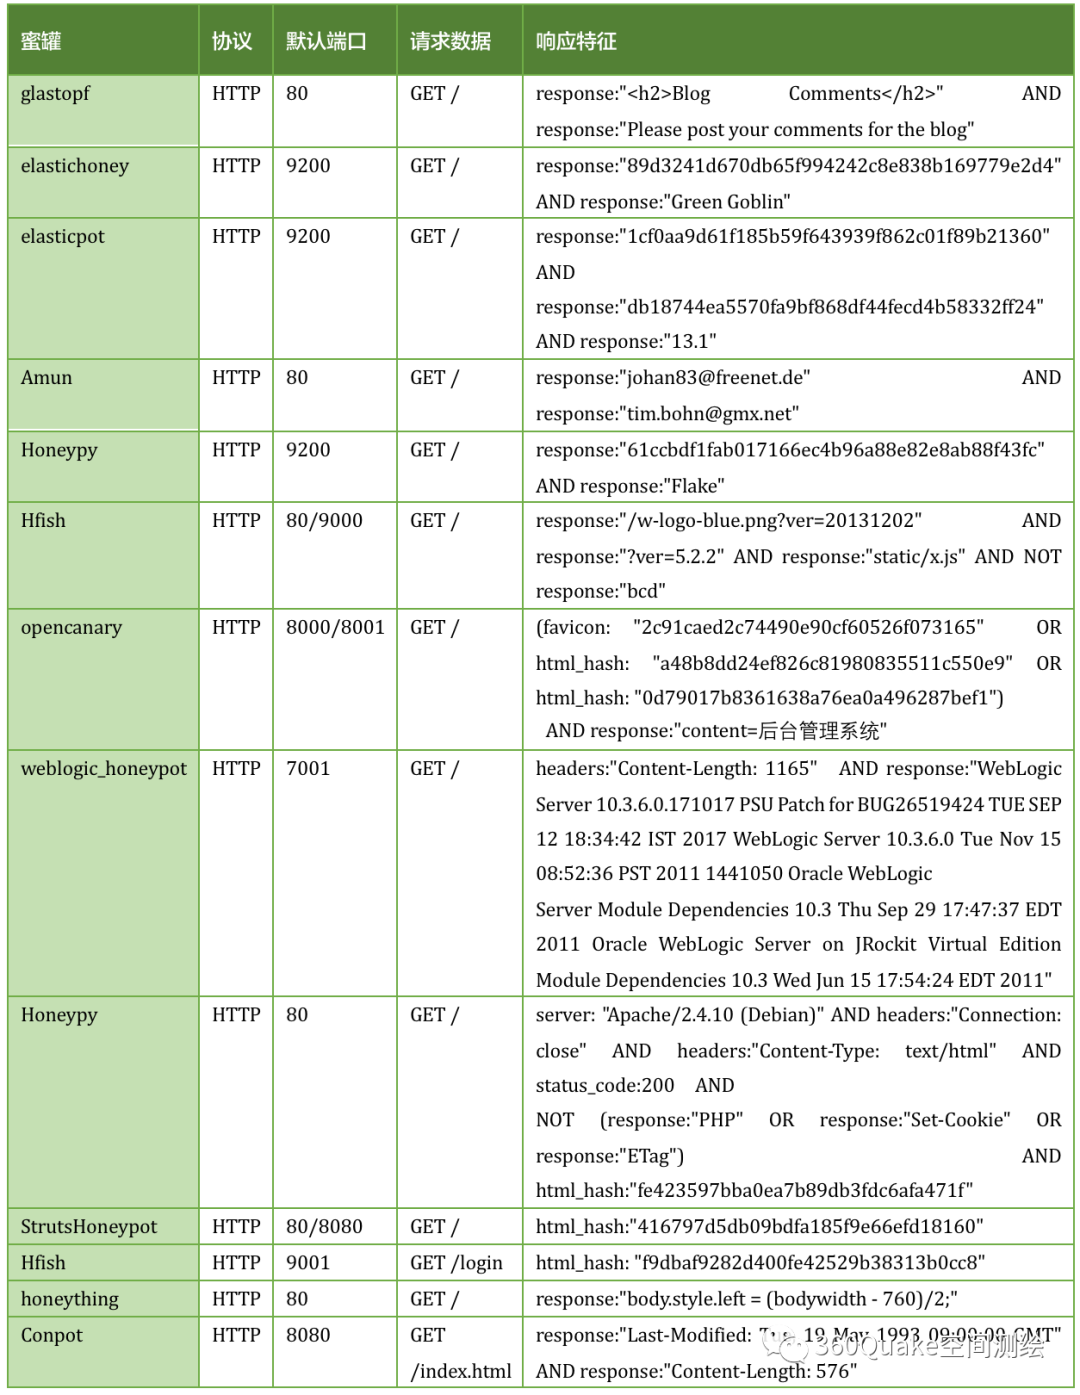 蜜罐 协议 默认端口 请求数据 响应特征
glastopf HTTP 80 GET / response:"<h2>Blog Comments</h2>" AND
response:"Please post your comments for the blog"
elastichoney HTTP 9200 GET / response:"89d3241d670db65f994242c8e838b169779e2d4"
AND response:"Green Goblin"
elasticpot HTTP 9200 GET / response:"1cf0aa9d61f185b59f643939f862c01f89b21360"
AND
response:"db18744ea5570fa9bf868df44fecd4b58332ff24"
AND response:"13.1"
Amun HTTP 80 GET / response:"johan83@freenet.de" AND
response:"tim.bohn@gmx.net"
Honeypy HTTP 9200 GET / response:"61ccbdf1fab017166ec4b96a88e82e8ab88f43fc"
AND response:"Flake"
Hfish HTTP 80/9000 GET / response:"/w-logo-blue.png?ver=20131202" AND
response:"?ver=5.2.2" AND response:"static/x.js" AND NOT
response:"bcd"
opencanary HTTP 8000/8001 GET / (favicon: "2c91caed2c74490e90cf60526f073165" OR
html_hash: "a48b8dd24ef826c81980835511c550e9" OR
html_hash: "0d79017b8361638a76ea0a496287bef1")
AND response:"content=后台管理系统"
weblogic_honeypot HTTP 7001 GET / headers:"Content-Length: 1165" AND response:"WebLogic
Server 10.3.6.0.171017 PSU Patch for BUG26519424 TUE SEP
12 18:34:42 IST 2017 WebLogic Server 10.3.6.0 Tue Nov 15
08:52:36 PST 2011 1441050 Oracle WebLogic
Server Module Dependencies 10.3 Thu Sep 29 17:47:37 EDT
2011 Oracle WebLogic Server on JRockit Virtual Edition
Module Dependencies 10.3 Wed Jun 15 17:54:24 EDT 2011"
Honeypy HTTP 80 GET / server: "Apache/2.4.10 (Debian)" AND headers:"Connection:
close" AND headers:"Content-Type: text/html" AND
status_code:200 AND
NOT (response:"PHP" OR response:"Set-Cookie" OR
response:"ETag") AND
html_hash:"fe423597bba0ea7b89db3fdc6afa471f"
StrutsHoneypot HTTP 80/8080 GET / html_hash:"416797d5db09bdfa185f9e66efd18160"
Hfish HTTP 9001 GET /login html_hash: "f9dbaf9282d400fe42529b38313b0cc8"
honeything HTTP 80 GET / response:"body.style.left = (bodywidth - 760)/2;"
Conpot HTTP 8080 GET response:"Last-Modified: Tue, 19 May 1993 09:00:00 GMT"
/index.html AND response:"Content-Length: 576"
360Quake空间测绘